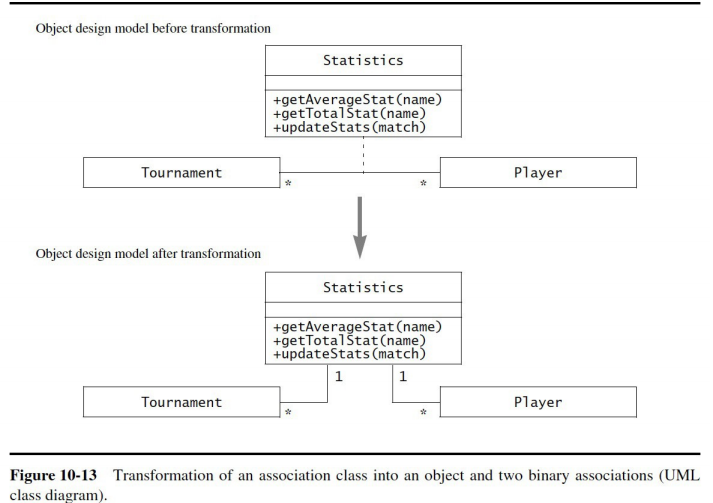 Object design model before transformation
Statistics
+getAverageStat(name)
+getTotalStat(name)
+updateStats(match)
Tournament
Player
* *
Object design model after transformation
Statistics
+getAverageStat(name)
+getTotalStat(name)
+updateStats(match)
1 1
Tournament
Player
* *
Figure 10-13 Transformation of an association class into an object and two binary associations (UML
class diagram).